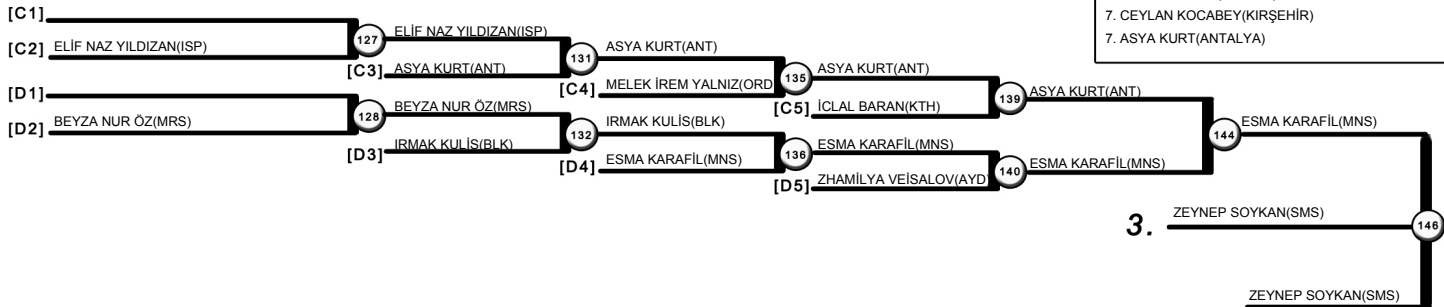 7. CEYLAN KOCABEY(KIRŞEHİR)
7. ASYA KURT(ANTALYA)
[C1]
[C2] ELİF NAZ YILDIZAN(ISP)
127
ELİF NAZ YILDIZAN(ISP)
[C3] ASYA KURT(ANT)
131
ASYA KURT(ANT)
[C4] MELEK İREM YALNIZ(ORD
135
ASYA KURT(ANT)
[C5] İCLAL BARAN(KTH)
139
ASYA KURT(ANT)
[D1]
[D2] BEYZA NUR ÖZ(MRS)
128
BEYZA NUR ÖZ(MRS)
[D3] IRMAK KULİS(BLK)
132
IRMAK KULİS(BLK)
[D4] ESMA KARAFİL(MNS)
136
ESMA KARAFİL(MNS)
[D5] ZHAMİLYA VEİSALOV(AYD
140
ESMA KARAFİL(MNS)
144
ESMA KARAFİL(MNS)
3. ZEYNEP SOYKAN(SMS)
146
ZEYNEP SOYKAN(SMS)